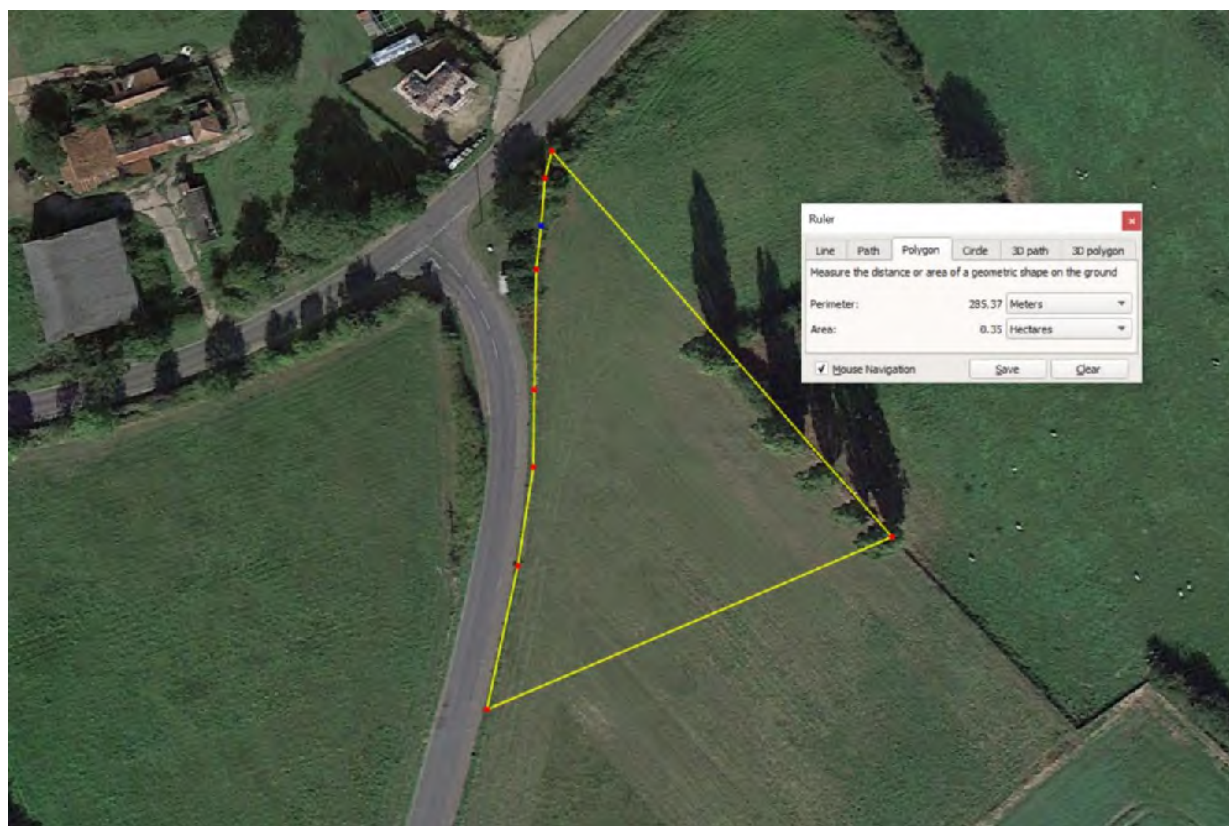 Ruler
Line Path Polygon Circle 3D path 3D polygon
Measure the distance or area of a geometric shape on the ground
Perimeter: 285.37 Meters
Area: 0.35 Hectares
Mouse Navigation Save Clear